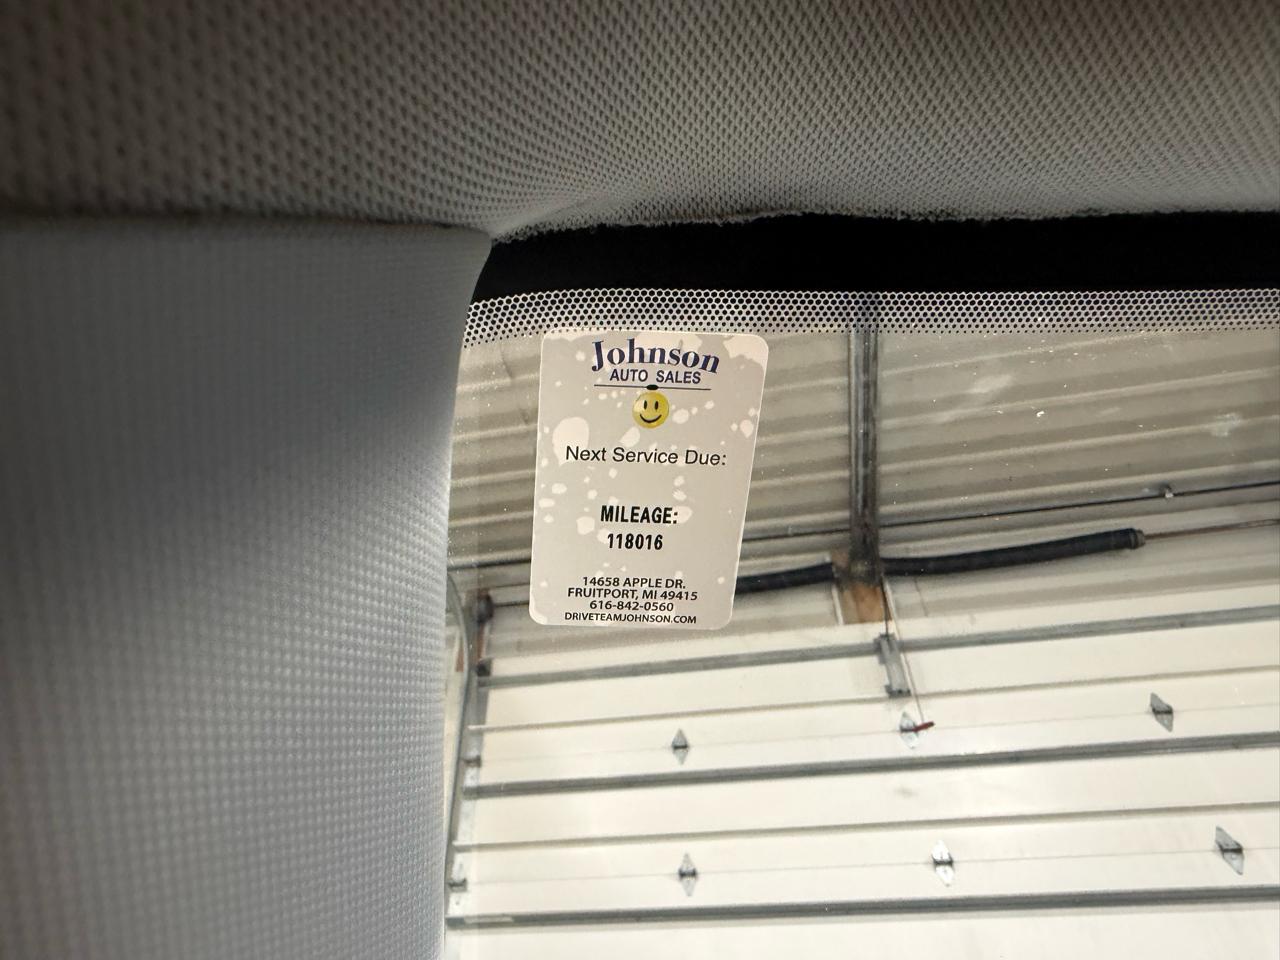 Johnson
AUTO SALES
Next Service Due:
MILEAGE:
118016
14658 APPLE DR.
FRUITPORT, MI 49415
616-842-0560
DRIVETEAMJOHNSON.COM